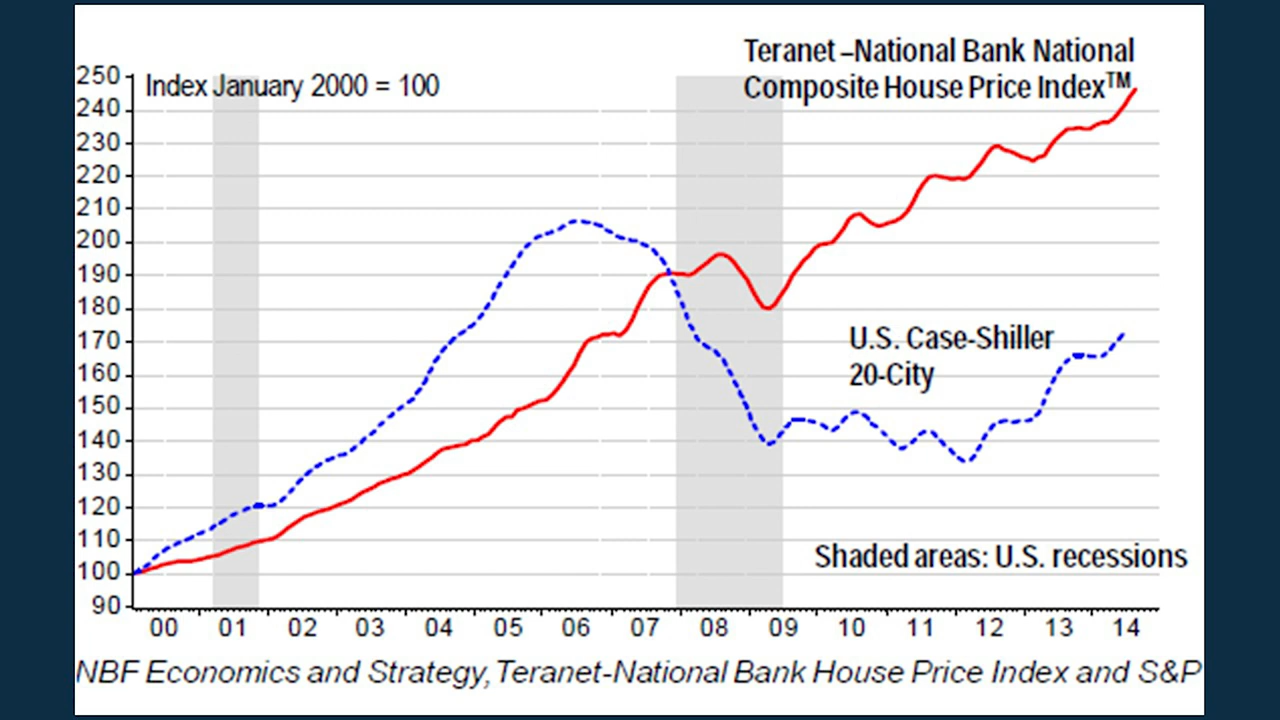 Teranet –National Bank National
Composite House Price Index™
Index January 2000 = 100
250
240
230
220
210
200
190
180
170
160
150
140
130
120
110
100
90
U.S. Case-Shiller
20-City
Shaded areas: U.S. recessions
00 01 02 03 04 05 06 07 08 09 10 11 12 13 14
NBF Economics and Strategy, Teranet-National Bank House Price Index and S&P